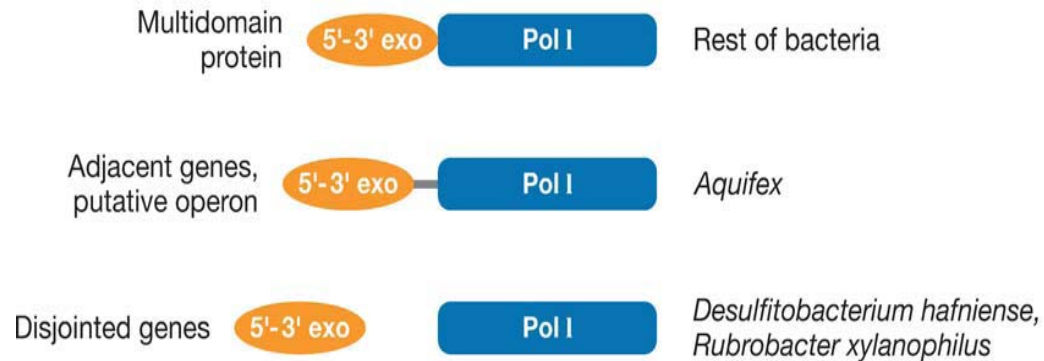 Multidomain
protein
5'-3' exo
Pol I
Rest of bacteria
Adjacent genes,
putative operon
5'-3' exo
Pol I
Aquifex
Disjointed genes
5'-3' exo
Pol I
Desulfitobacterium hafniense,
Rubrobacter xylanophilus